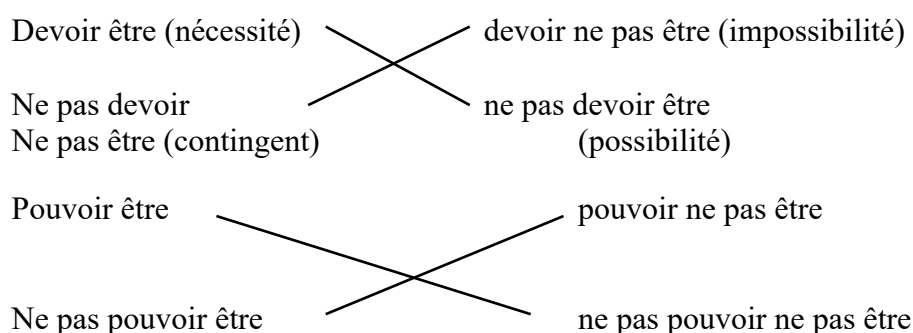 Devoir être (nécessité) devoir ne pas être (impossibilité)
Ne pas devoir ne pas devoir être
Ne pas être (contingent) (possibilité)
Pouvoir être pouvoir ne pas être
Ne pas pouvoir être ne pas pouvoir ne pas être